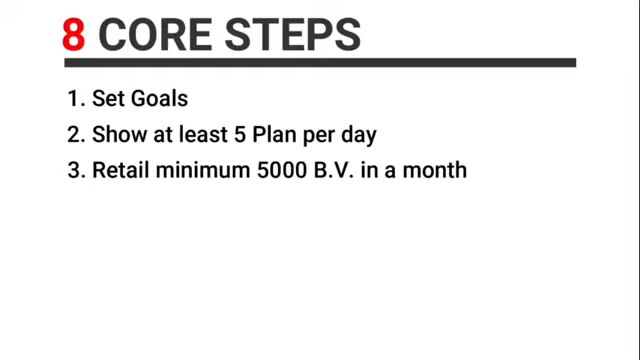 8 CORE STEPS
1. Set Goals
2. Show at least 5 Plan per day
3. Retail minimum 5000 B.V. in a month